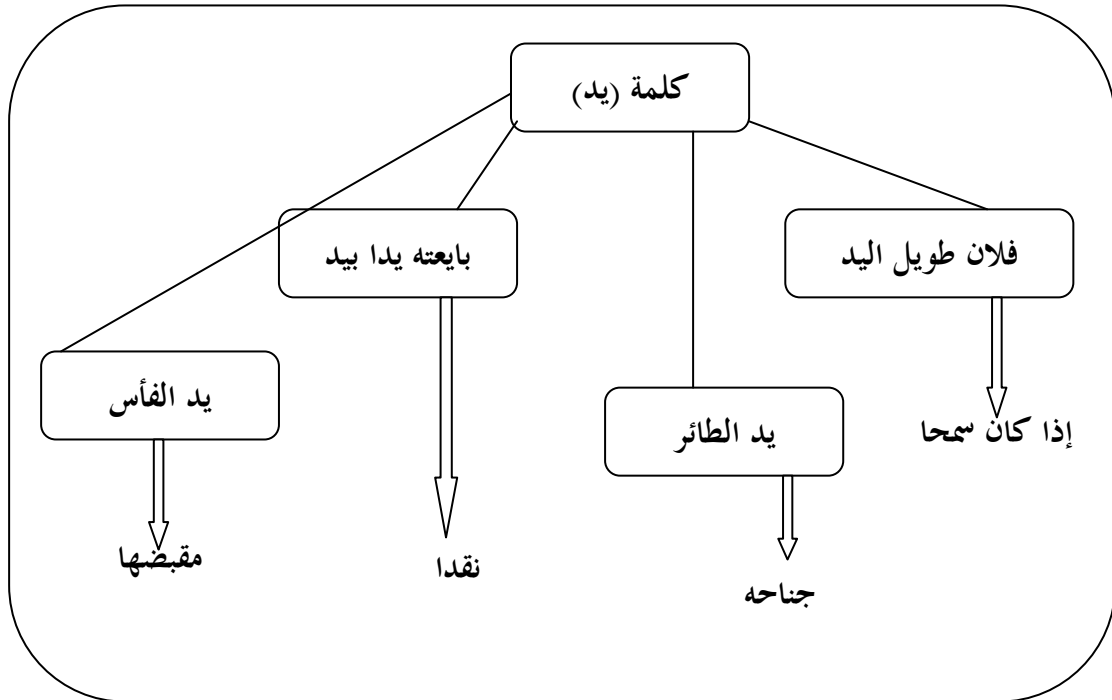 كلمة (يد)
فلان طويل اليد
إذا كان سمحا
يد الطائر
جناحه
بايعته يدا بيد
نقدا
يد الفأس
مقبضها